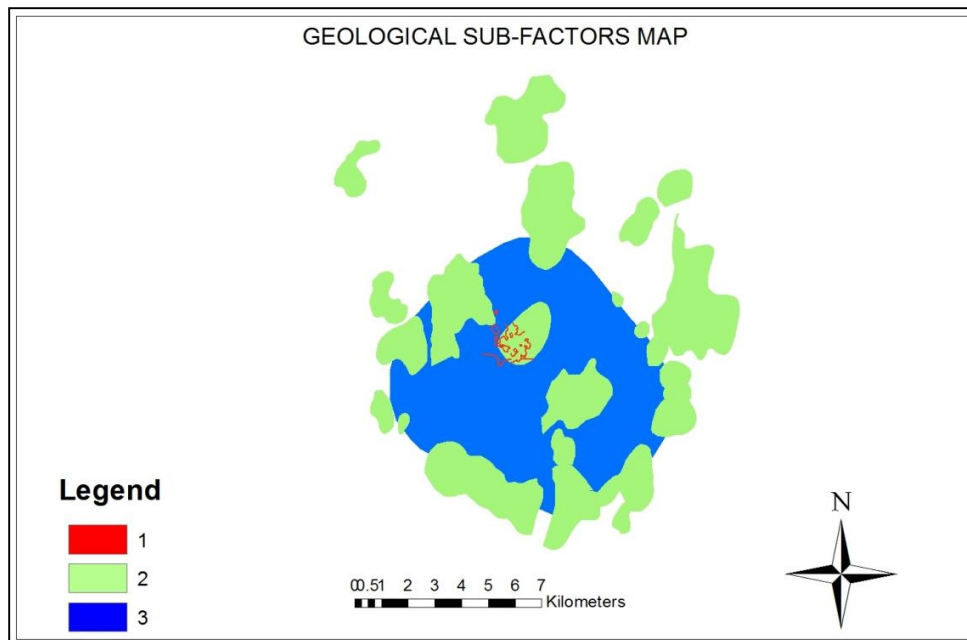 GEOLOGICAL SUB-FACTORS MAP
Legend
1
2
3
N
00.51 2 3 4 5 6 7
Kilometers